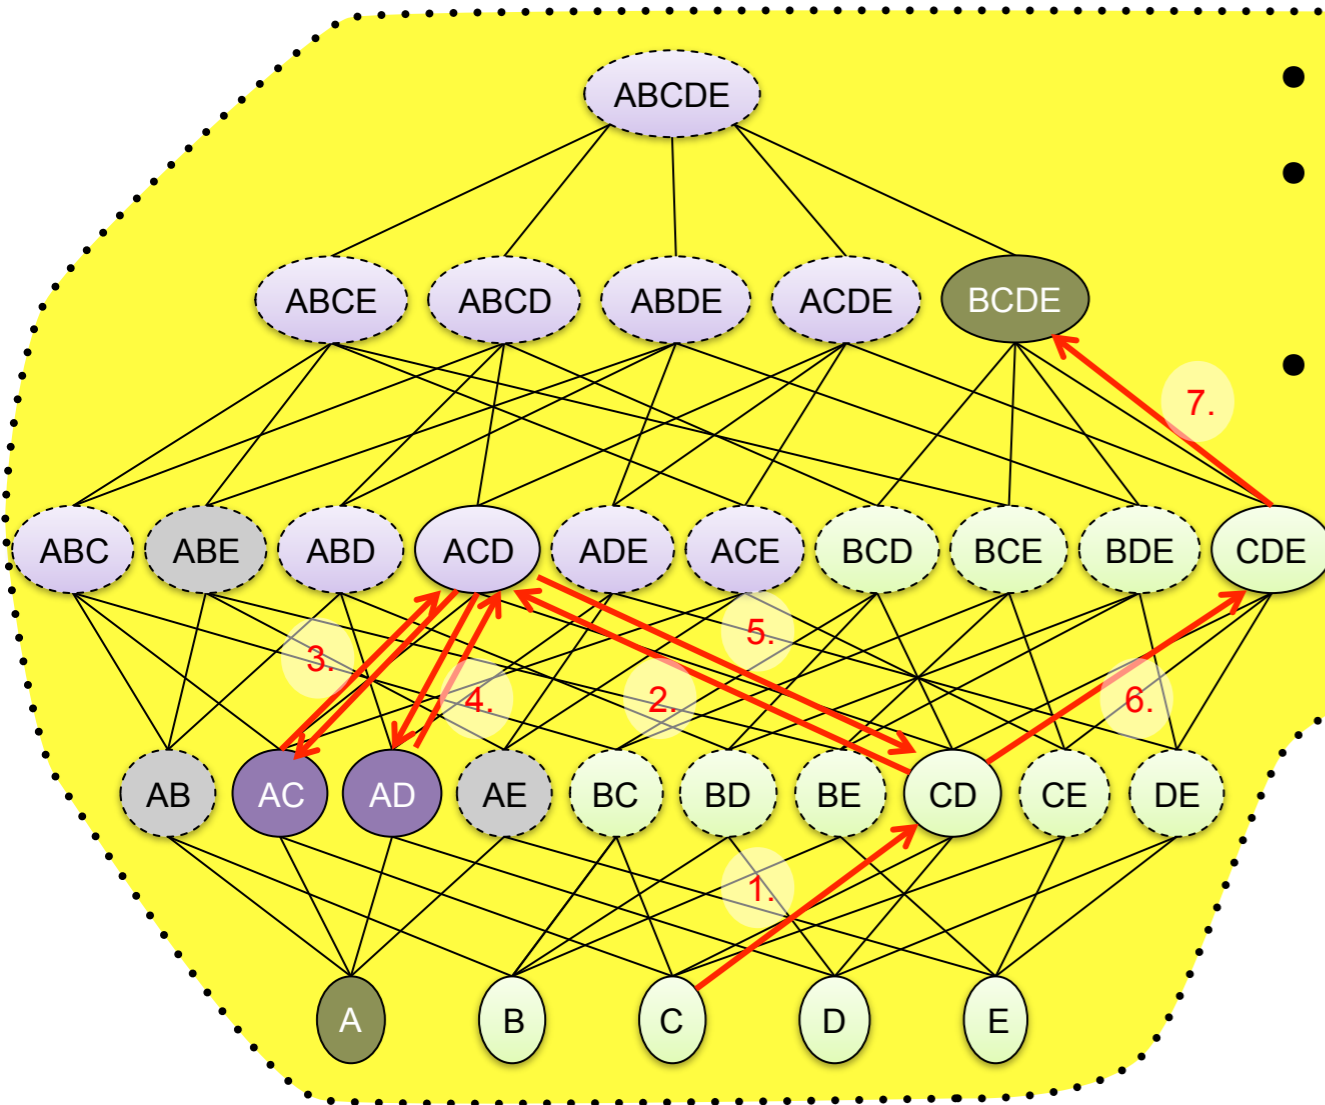 ABCDE
ABCE ABCD ABDE ACDE BCDE
7.
ABC ABE ABD ACD ADE ACE BCD BCE BDE CDE
3. 4. 2. 5. 6.
AB AC AD AE BC BD BE CD CE DE
1.
A B C D E